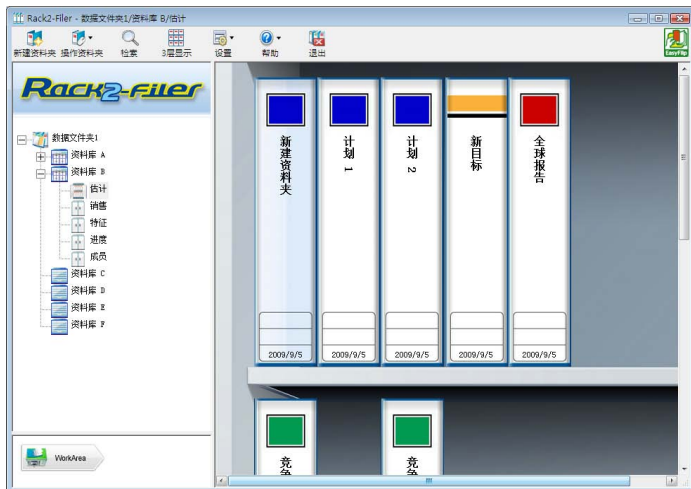 Rack2-Filer - 数据文件夹1/资料库 B/估计
新建资料夹 操作资料夹 检索 3层显示 设置 帮助 退出
EasyFlip
Rack2-Filer
数据文件夹1
资料库 A
资料库 B
估计
销售
特征
进度
成员
资料库 C
资料库 D
资料库 E
资料库 F
WorkArea
新建资料夹
计划 1
计划 2
新目标
全球报告
2009/9/5
2009/9/5
2009/9/5
2009/9/5
2009/9/5
竞争
竞争